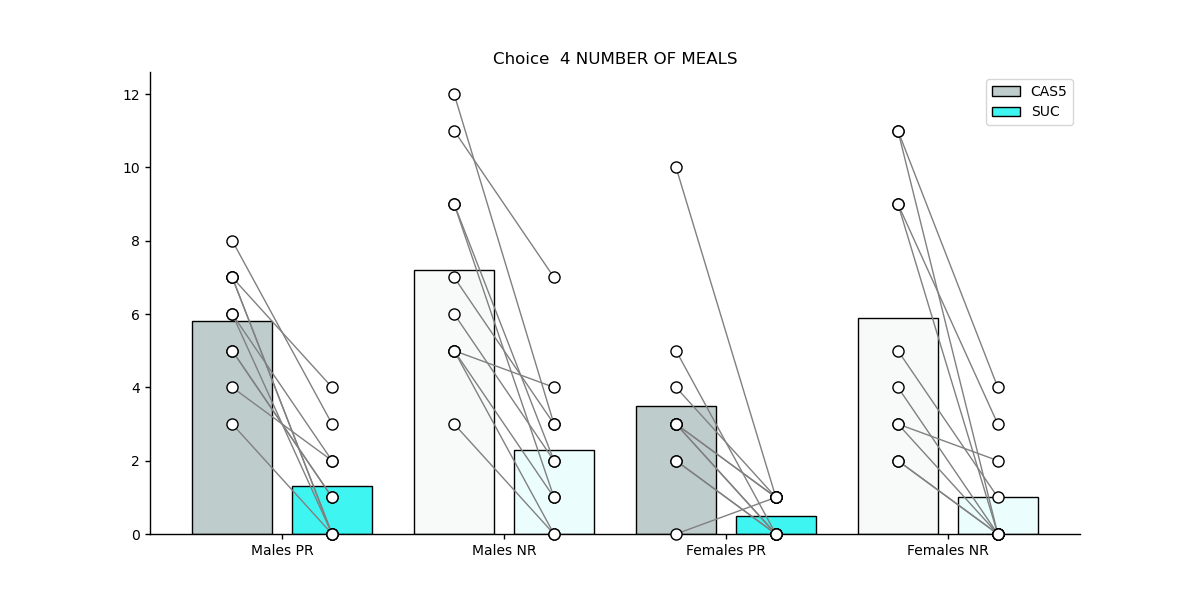 Choice  4 NUMBER OF MEALS
CAS5
SUC
12
10
8
6
4
2
0
Males PR
Males NR
Females PR
Females NR